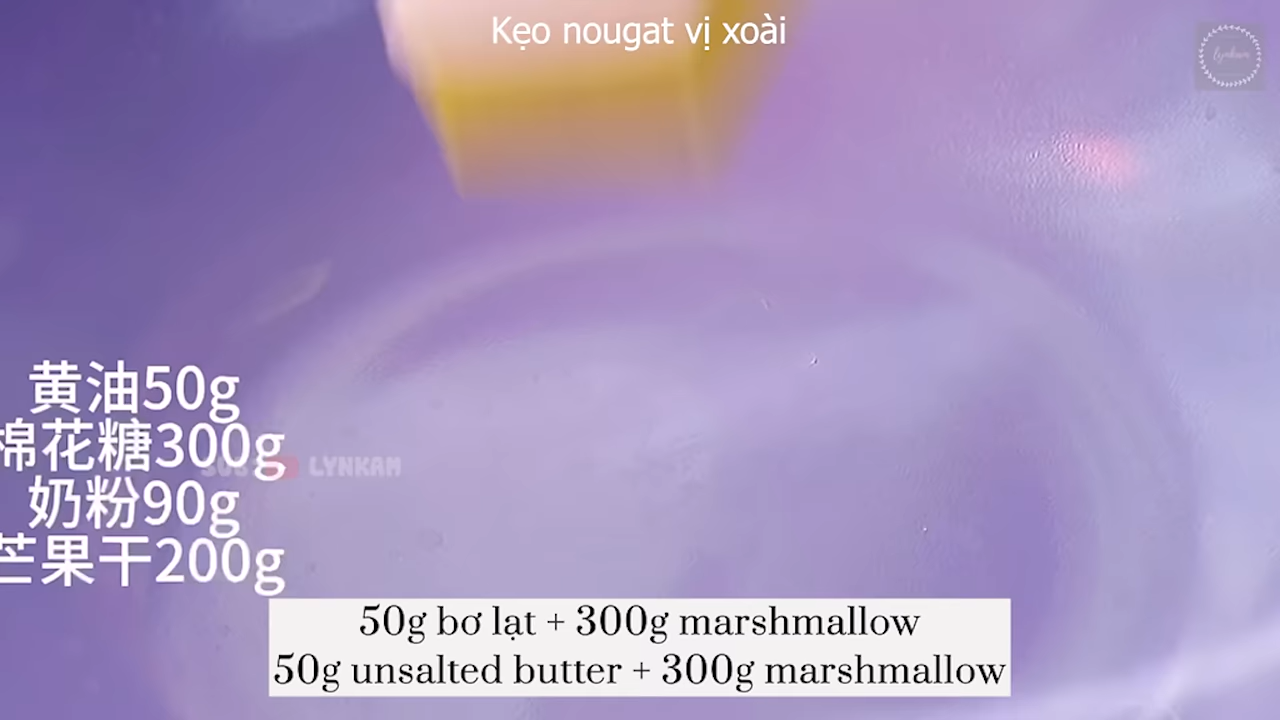 Kẹo nougat vị xoài
lynkam
黄油50g
棉花糖300g
LYNKAM
奶粉90g
芒果干200g
50g bơ lạt + 300g marshmallow
50g unsalted butter + 300g marshmallow